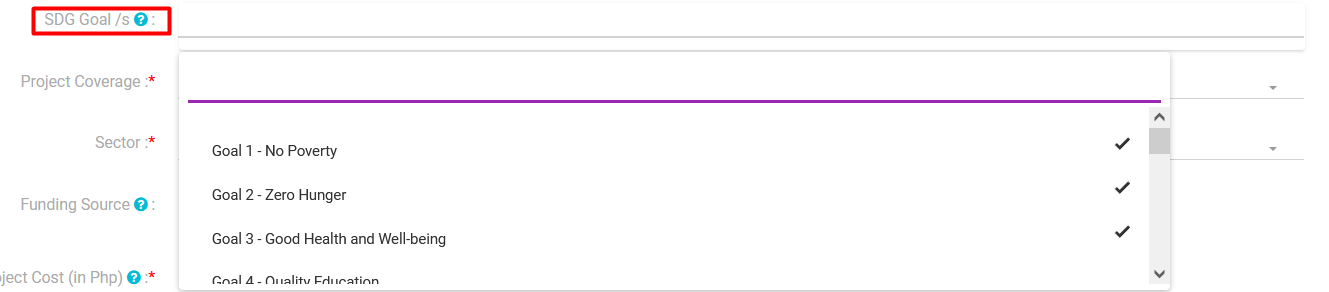 SDG Goal /s ? :
Project Coverage :*
Sector :*
Goal 1 - No Poverty
Goal 2 - Zero Hunger
Funding Source ? :
Goal 3 - Good Health and Well-being
ject Cost (in Php) ? :*
Goal 4 - Quality Education